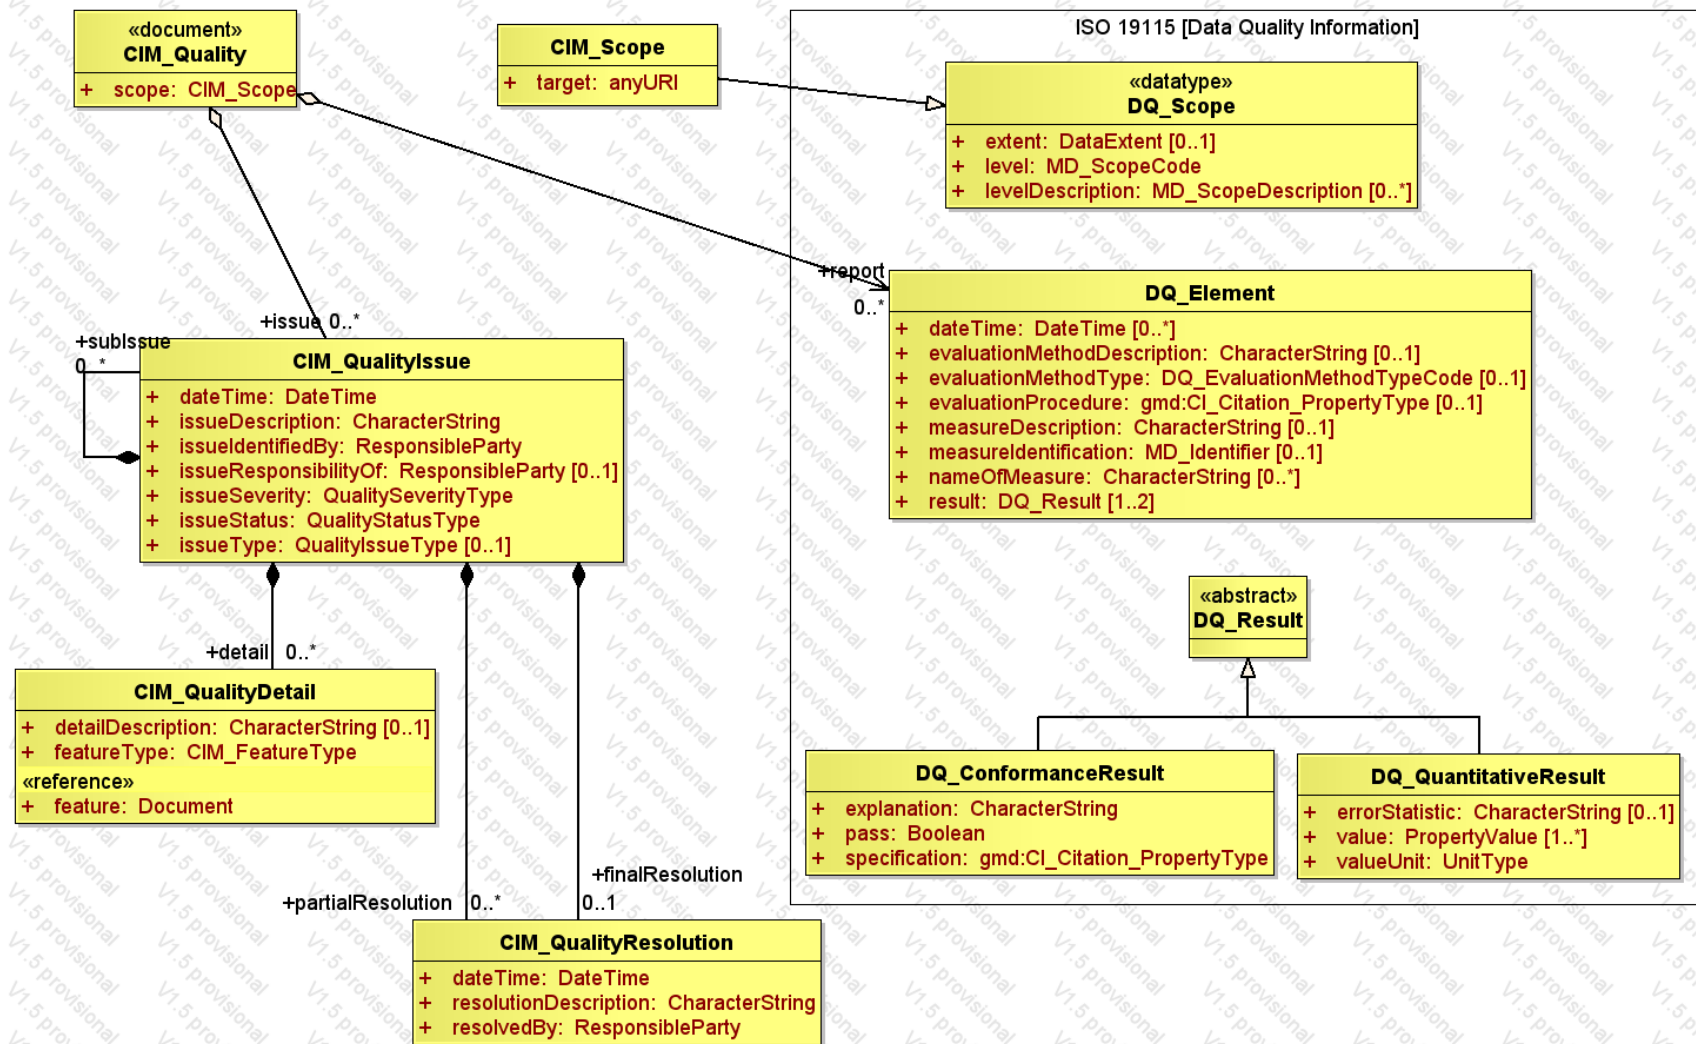 «document»
CIM_Quality
+ scope: CIM_Scope
CIM_Scope
+ target: anyURI
ISO 19115 [Data Quality Information]
«datatype»
DQ_Scope
+ extent: DataExtent [0..1]
+ level: MD_ScopeCode
+ levelDescription: MD_ScopeDescription [0..*]
+report
0..*
DQ_Element
+ dateTime: DateTime [0..*]
+ evaluationMethodDescription: CharacterString [0..1]
+ evaluationMethodType: DQ_EvaluationMethodTypeCode [0..1]
+ evaluationProcedure: gmd:CI_Citation_PropertyType [0..1]
+ measureDescription: CharacterString [0..1]
+ measureIdentification: MD_Identifier [0..1]
+ nameOfMeasure: CharacterString [0..*]
+ result: DQ_Result [1..2]
+issue 0..*
+subIssue
0..*
CIM_QualityIssue
+ dateTime: DateTime
+ issueDescription: CharacterString
+ issueIdentifiedBy: ResponsibleParty
+ issueResponsibilityOf: ResponsibleParty [0..1]
+ issueSeverity: QualitySeverityType
+ issueStatus: QualityStatusType
+ issueType: QualityIssueType [0..1]
«abstract»
DQ_Result
+detail 0..*
CIM_QualityDetail
+ detailDescription: CharacterString [0..1]
+ featureType: CIM_FeatureType
«reference»
+ feature: Document
DQ_ConformanceResult
+ explanation: CharacterString
+ pass: Boolean
+ specification: gmd:CI_Citation_PropertyType
DQ_QuantitativeResult
+ errorStatistic: CharacterString [0..1]
+ value: PropertyValue [1..*]
+ valueUnit: UnitType
+finalResolution
0..1
+partialResolution 0..*
CIM_QualityResolution
+ dateTime: DateTime
+ resolutionDescription: CharacterString
+ resolvedBy: ResponsibleParty
V1.5 provisional